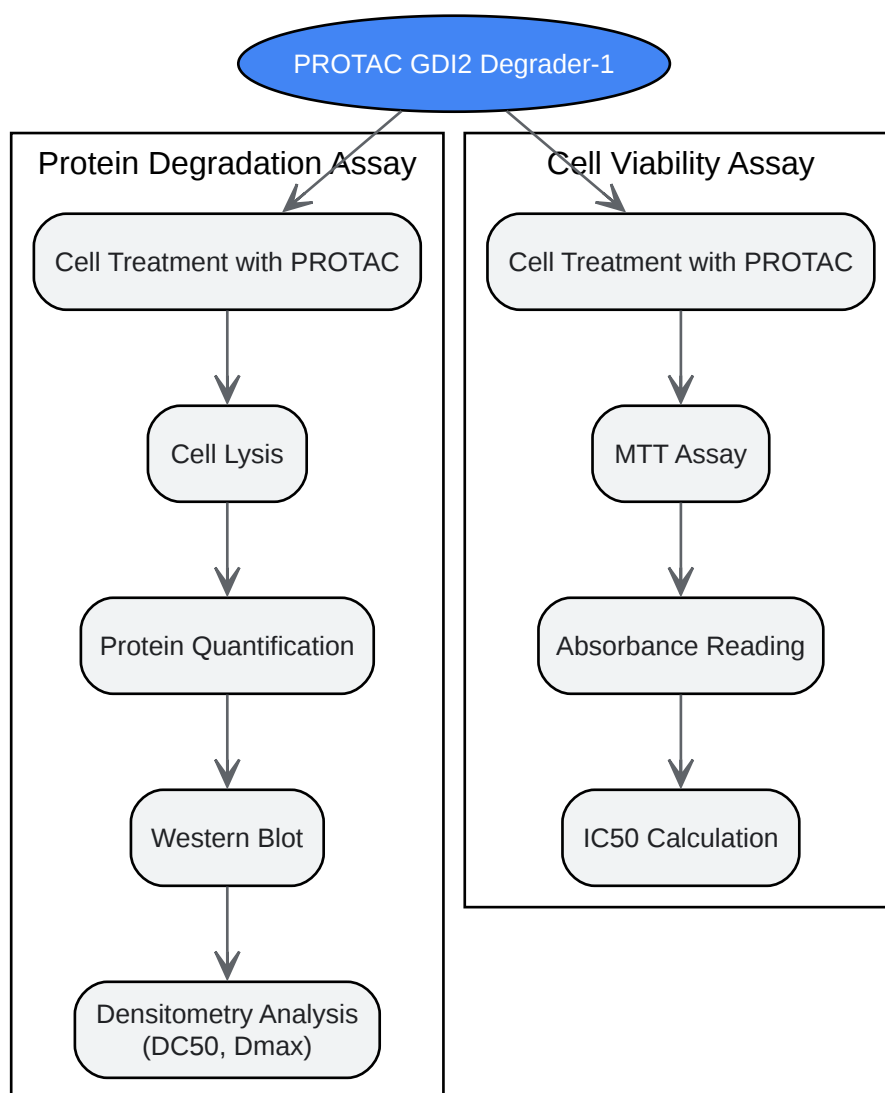 PROTAC GDI2 Degrader-1
Protein Degradation Assay
Cell Treatment with PROTAC
Cell Lysis
Protein Quantification
Western Blot
Densitometry Analysis
(DC50, Dmax)
Cell Viability Assay
Cell Treatment with PROTAC
MTT Assay
Absorbance Reading
IC50 Calculation